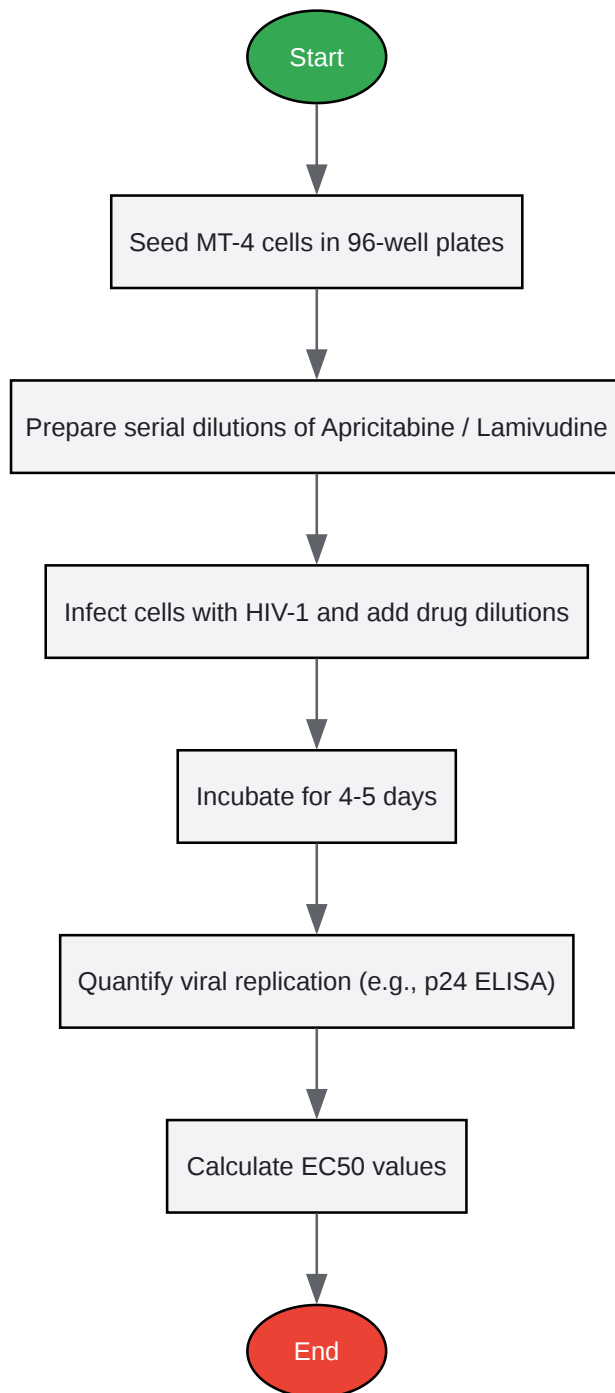 Start
Seed MT-4 cells in 96-well plates
Prepare serial dilutions of Apricitabine / Lamivudine
Infect cells with HIV-1 and add drug dilutions
Incubate for 4-5 days
Quantify viral replication (e.g., p24 ELISA)
Calculate EC50 values
End